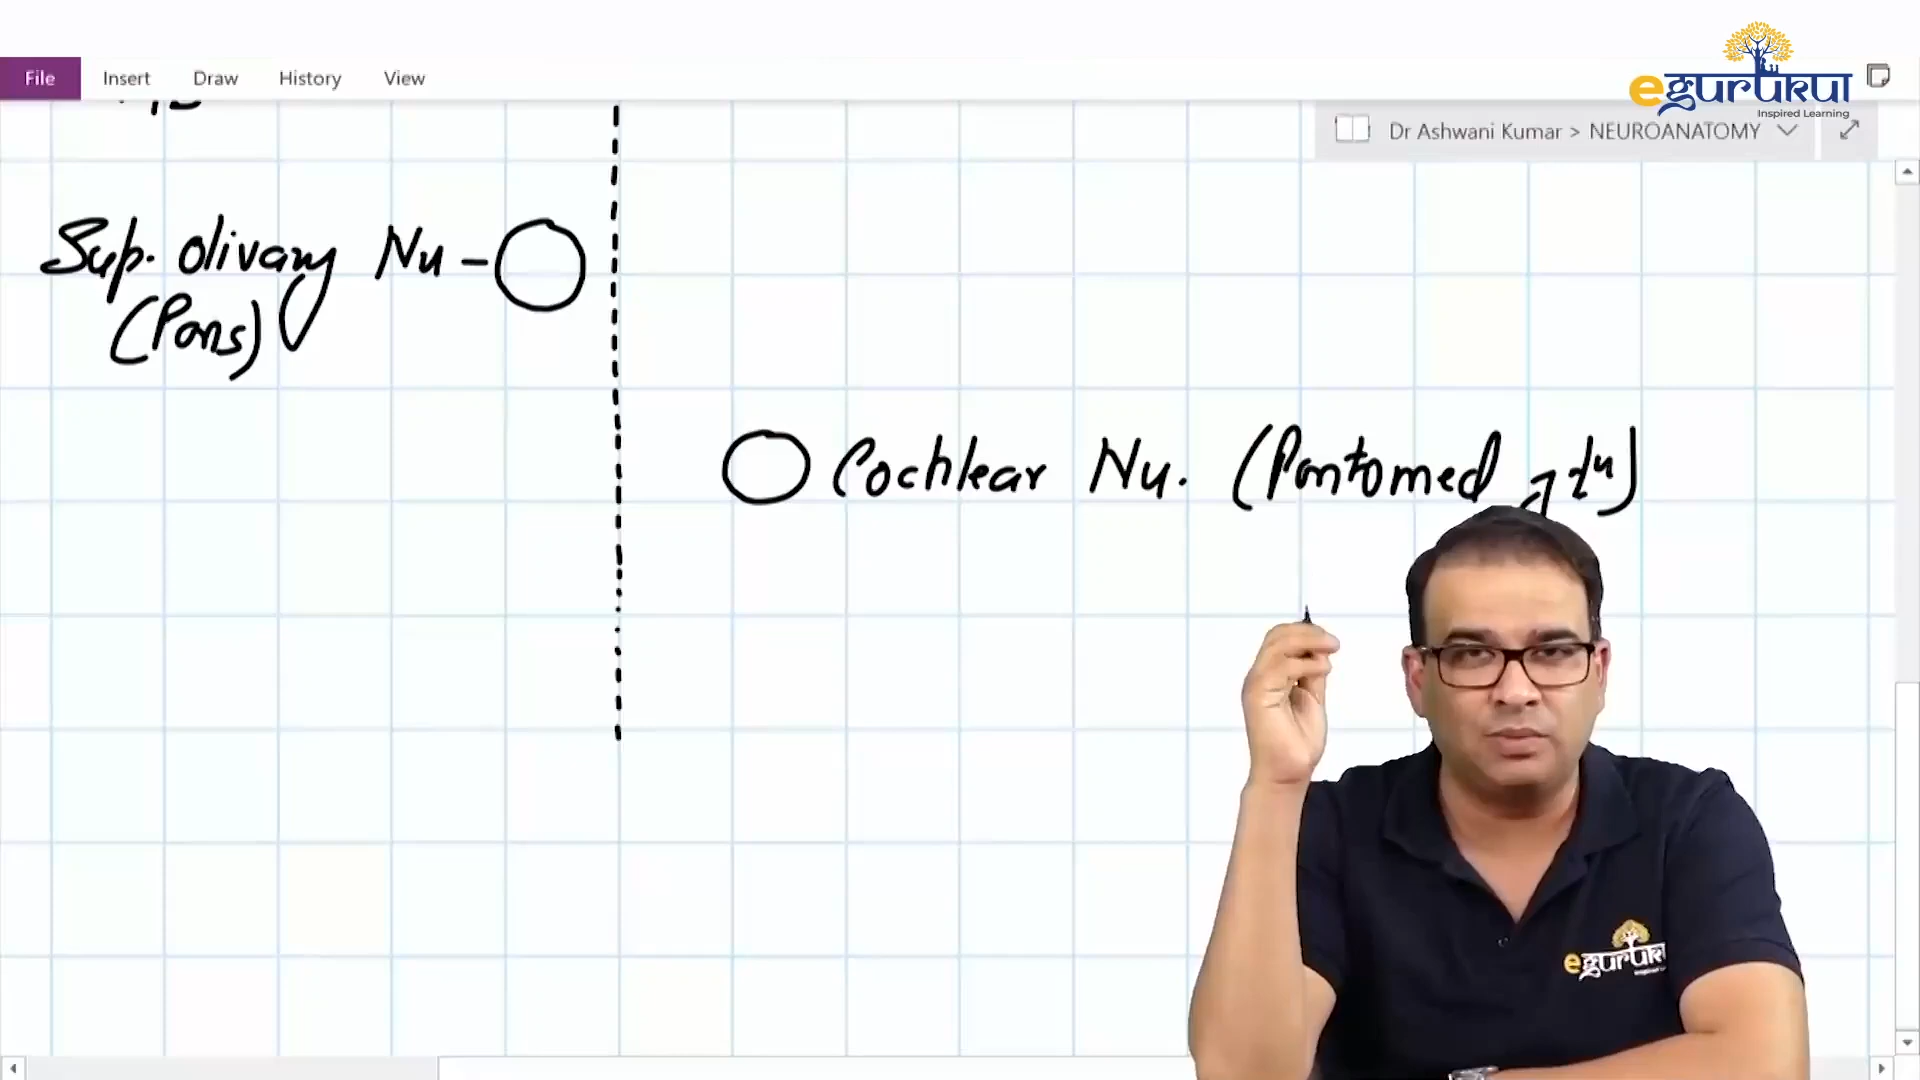 egurukul
Inspired Learning
File Insert Draw History View
Dr Ashwani Kumar > NEUROANATOMY
Sup. olivary Nu -
(Pons)
Cochlear Nu. (Pontomed jn)
egurukul